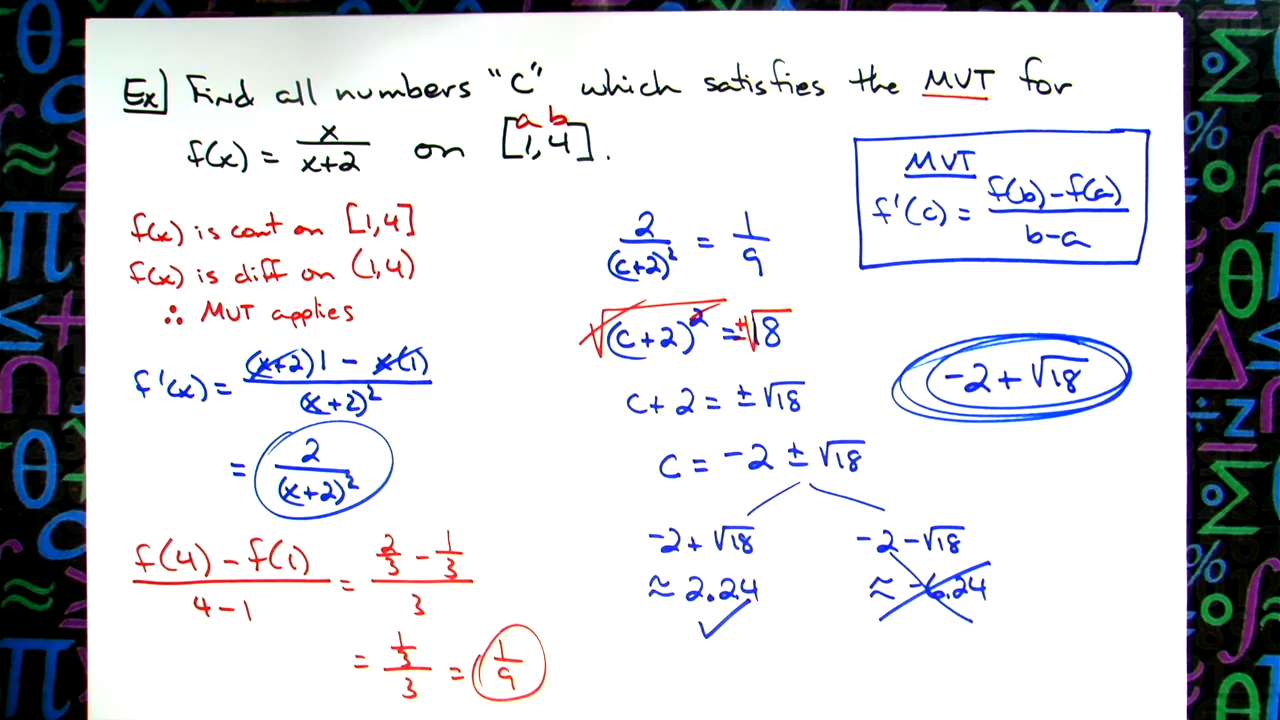 Ex) Find all numbers "C" which satisfies the MVT for
a b
f(x) = x/(x+2) on [1,4].
f(x) is cont on [1,4]
f(x) is diff on (1,4)
∴ MVT applies
f'(x) = ((x+2)1 - x(1))/(x+2)²
= 2/(x+2)²
(f(4) - f(1))/(4-1) = (2/3 - 1/3)/3
= (1/3)/3 = 1/9
2/(c+2)² = 1/9
√(c+2)² = ±√18
c+2 = ±√18
c = -2 ± √18
-2+√18
≈ 2.24 ✓
-2-√18
≈ -6.24
MVT
f'(c) = (f(b)-f(a))/(b-a)
-2+√18